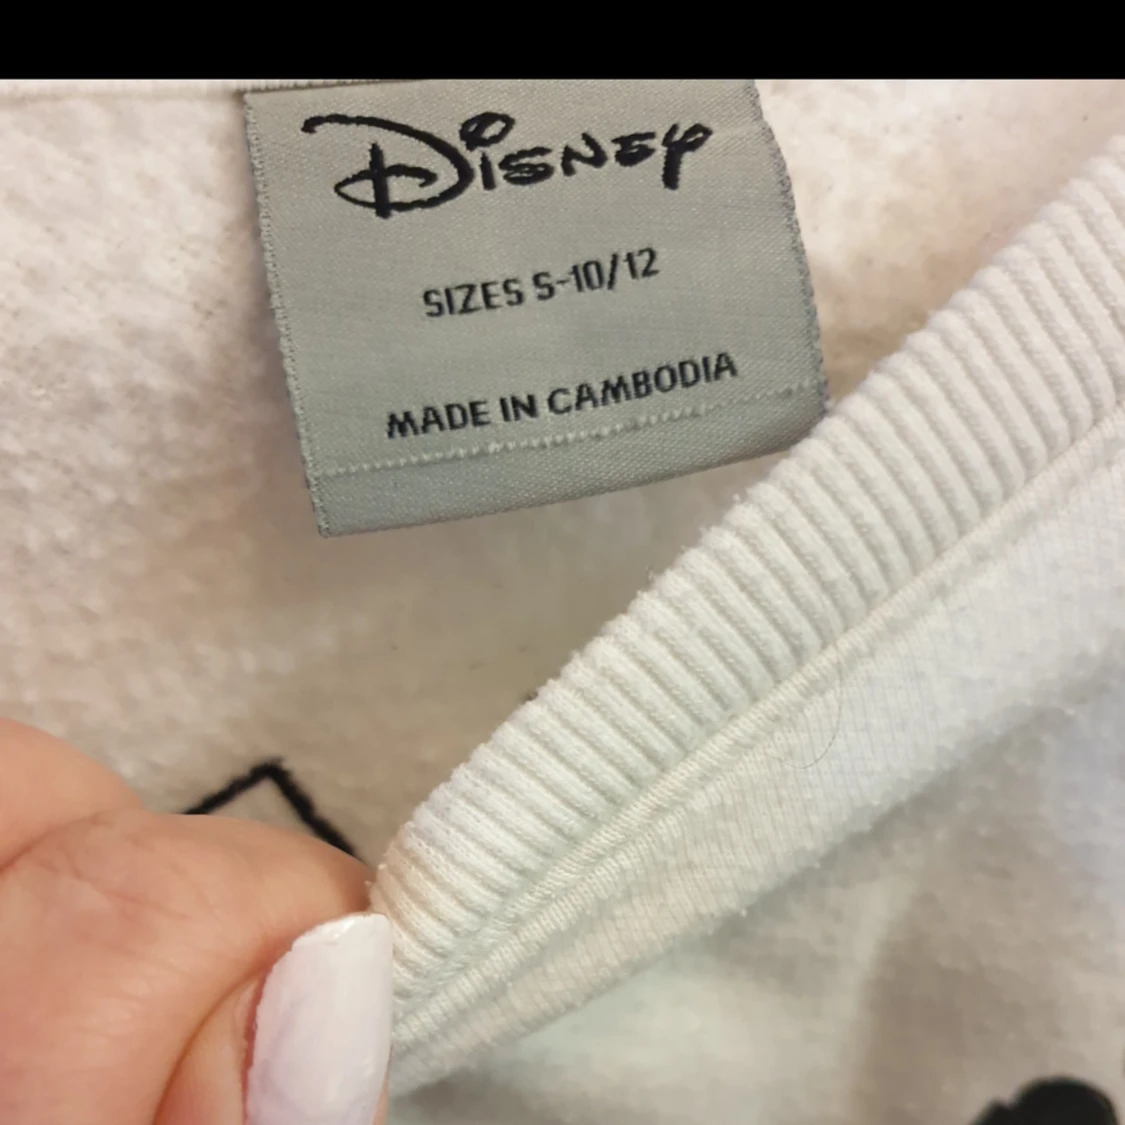 Disney
SIZES S-10/12
MADE IN CAMBODIA